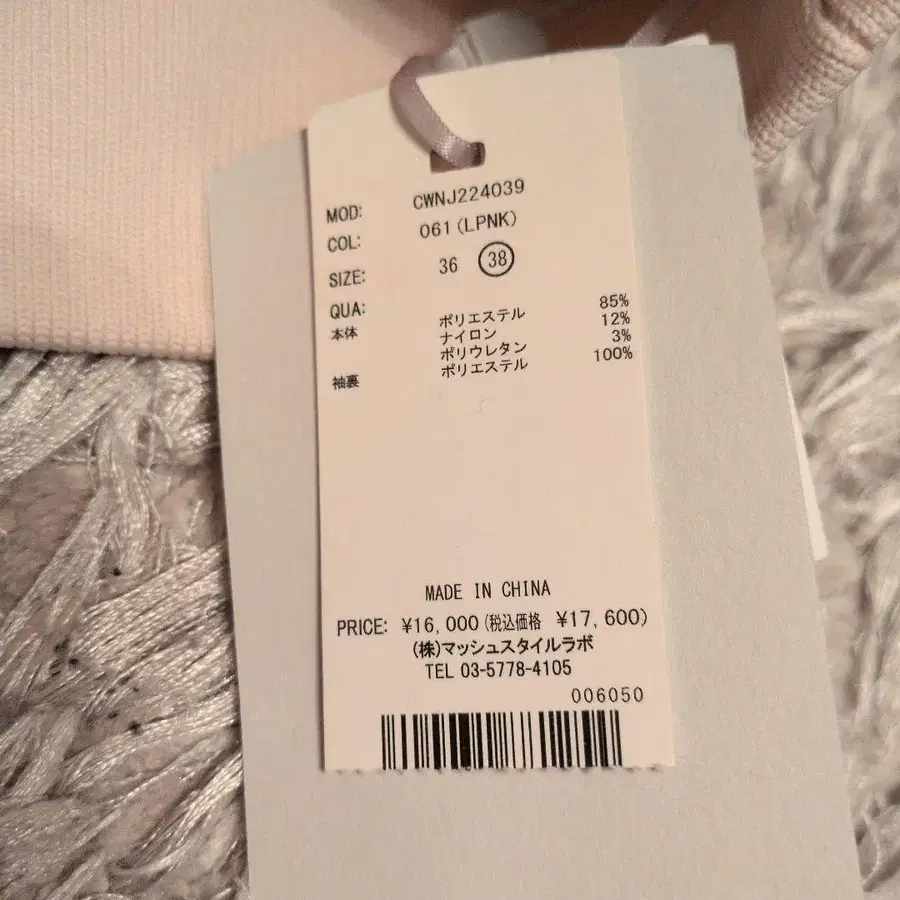 MOD: CWNJ224039
COL: 061(LPNK)
SIZE: 36 38
QUA:
本体 ポリエステル 85%
ナイロン 12%
ポリウレタン 3%
袖裏 ポリエステル 100%
MADE IN CHINA
PRICE: ¥16,000(税込価格 ¥17,600)
(株)マッシュスタイルラボ
TEL 03-5778-4105
006050